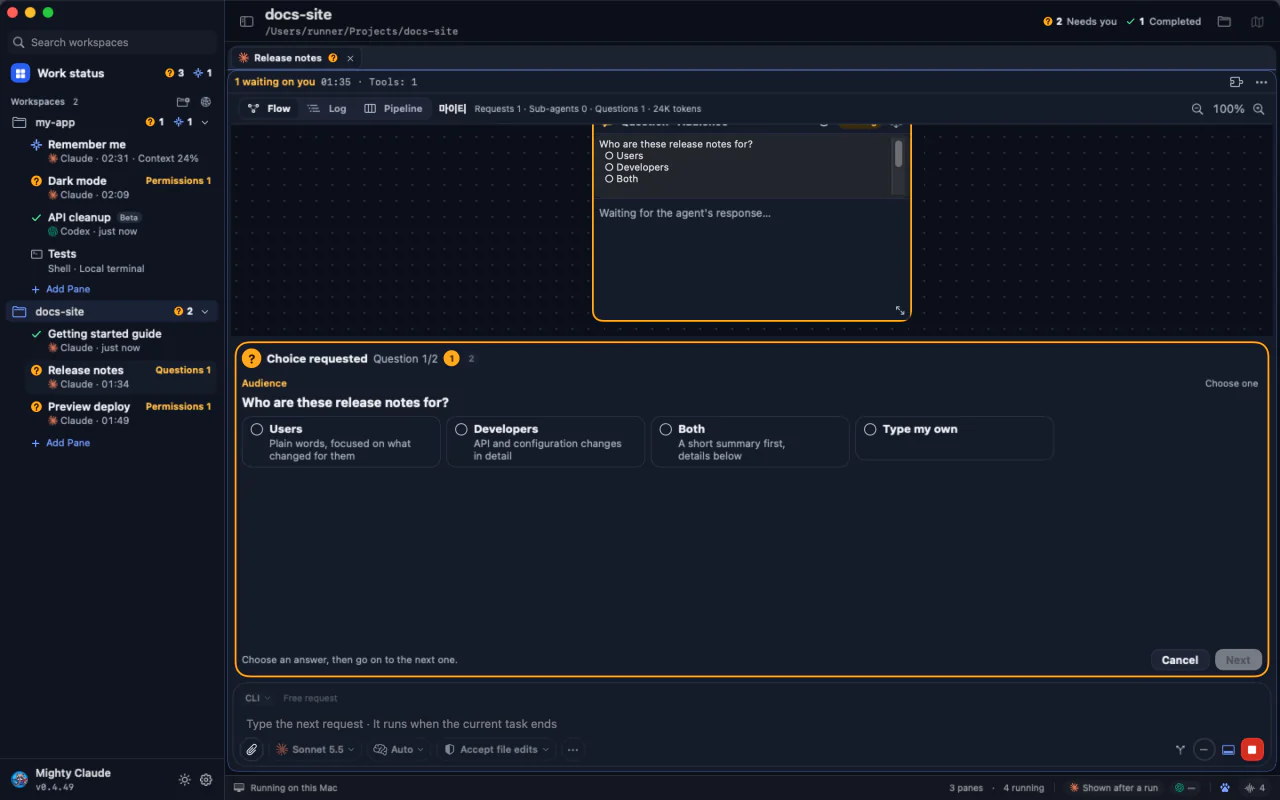 docs-site
/Users/runner/Projects/docs-site
2 Needs you
1 Completed
Search workspaces
Work status
3
1
Workspaces 2
my-app
1
1
Remember me
Claude · 02:31 · Context 24%
Dark mode
Permissions 1
Claude · 02:09
API cleanup
Beta
Codex · just now
Tests
Shell · Local terminal
+ Add Pane
docs-site
2
Getting started guide
Claude · just now
Release notes
Questions 1
Claude · 01:34
Preview deploy
Permissions 1
Claude · 01:49
+ Add Pane
Mighty Claude
v0.4.49
Release notes
1 waiting on you 01:35 · Tools: 1
Flow
Log
Pipeline
마이티
Requests 1 · Sub-agents 0 · Questions 1 · 24K tokens
100%
Who are these release notes for?
Users
Developers
Both
Waiting for the agent's response...
? Choice requested Question 1/2 1 2
Audience
Choose one
Who are these release notes for?
Users
Plain words, focused on what
changed for them
Developers
API and configuration changes
in detail
Both
A short summary first,
details below
Type my own
Choose an answer, then go on to the next one.
Cancel
Next
CLI
Free request
Type the next request · It runs when the current task ends
Sonnet 5.5
Auto
Accept file edits
Running on this Mac
3 panes · 4 running
Shown after a run
4